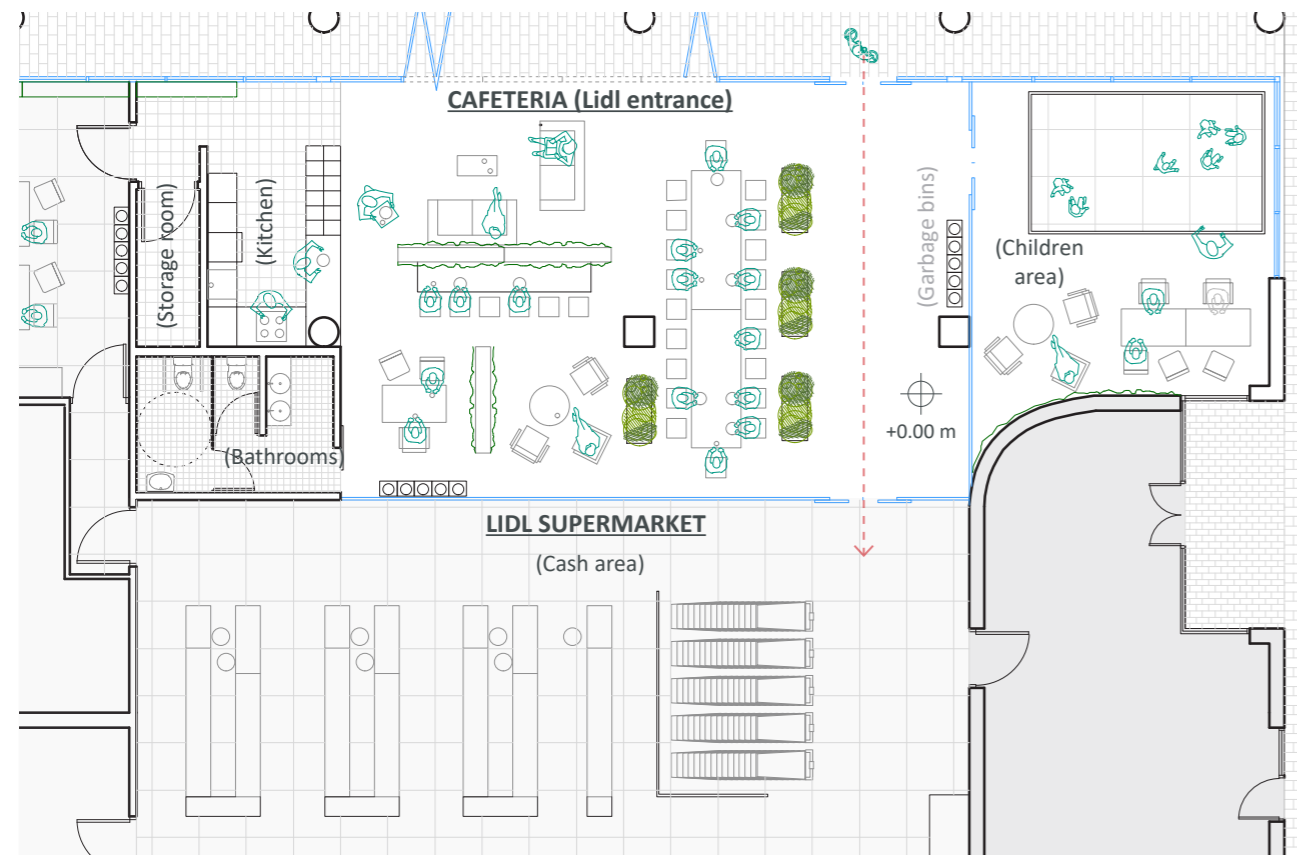 CAFETERIA (Lidl entrance)
(Storage room)
(Kitchen)
(Garbage bins)
(Children
area)
+0.00 m
(Bathrooms)
LIDL SUPERMARKET
(Cash area)